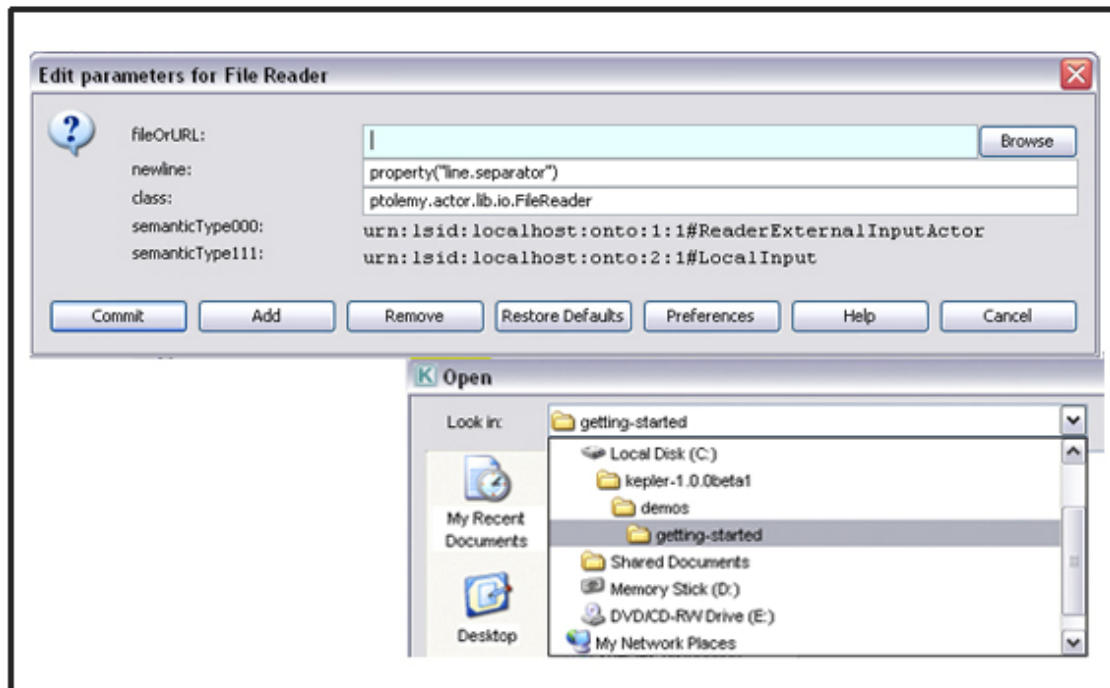 Edit parameters for File Reader
fileOrURL:
Browse
newline: property("line.separator")
class: ptolemy.actor.lib.io.FileReader
semanticType000: urn:lsid:localhost:onto:1:1#ReaderExternalInputActor
semanticType111: urn:lsid:localhost:onto:2:1#LocalInput
Commit Add Remove Restore Defaults Preferences Help Cancel
K Open
Look in: getting-started
Local Disk (C:)
kepler-1.0.0beta1
demos
getting-started
Shared Documents
Memory Stick (D:)
DVD/CD-RW Drive (E:)
My Network Places
My Recent
Documents
Desktop